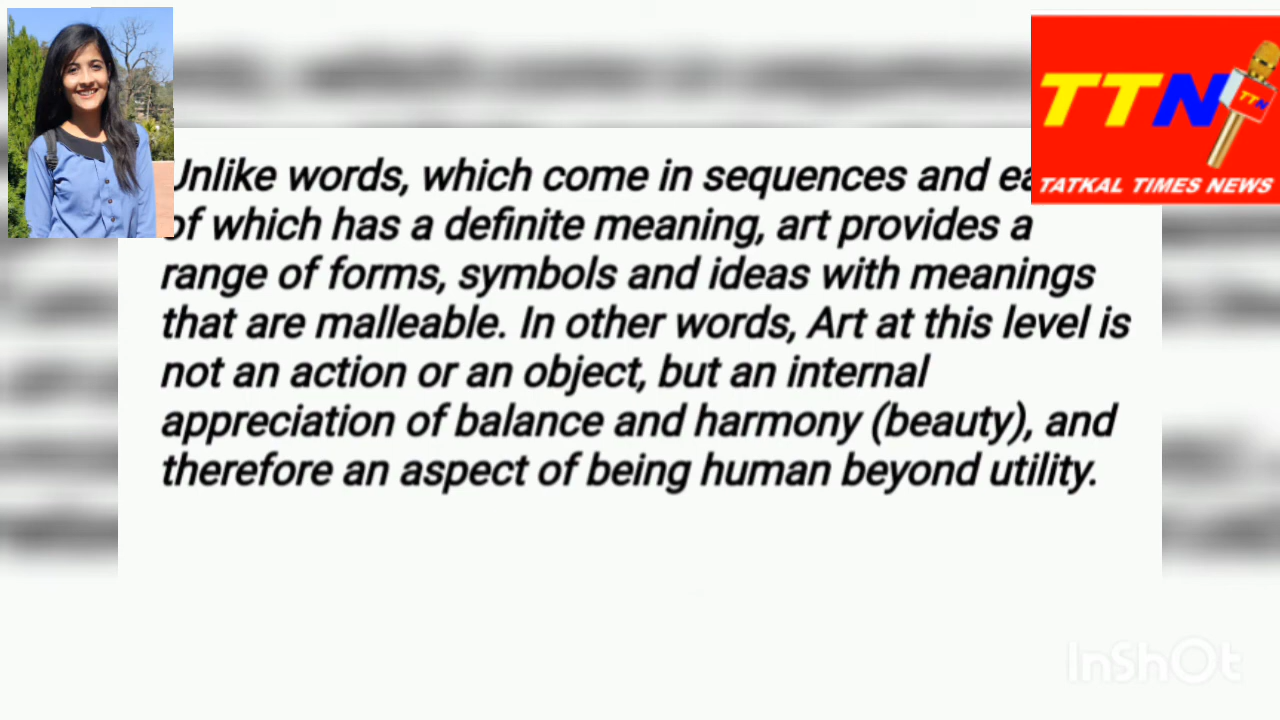 Unlike words, which come in sequences and ea
of which has a definite meaning, art provides a
range of forms, symbols and ideas with meanings
that are malleable. In other words, Art at this level is
not an action or an object, but an internal
appreciation of balance and harmony (beauty), and
therefore an aspect of being human beyond utility.
TTN
TTN
TATKAL TIMES NEWS
InShOt